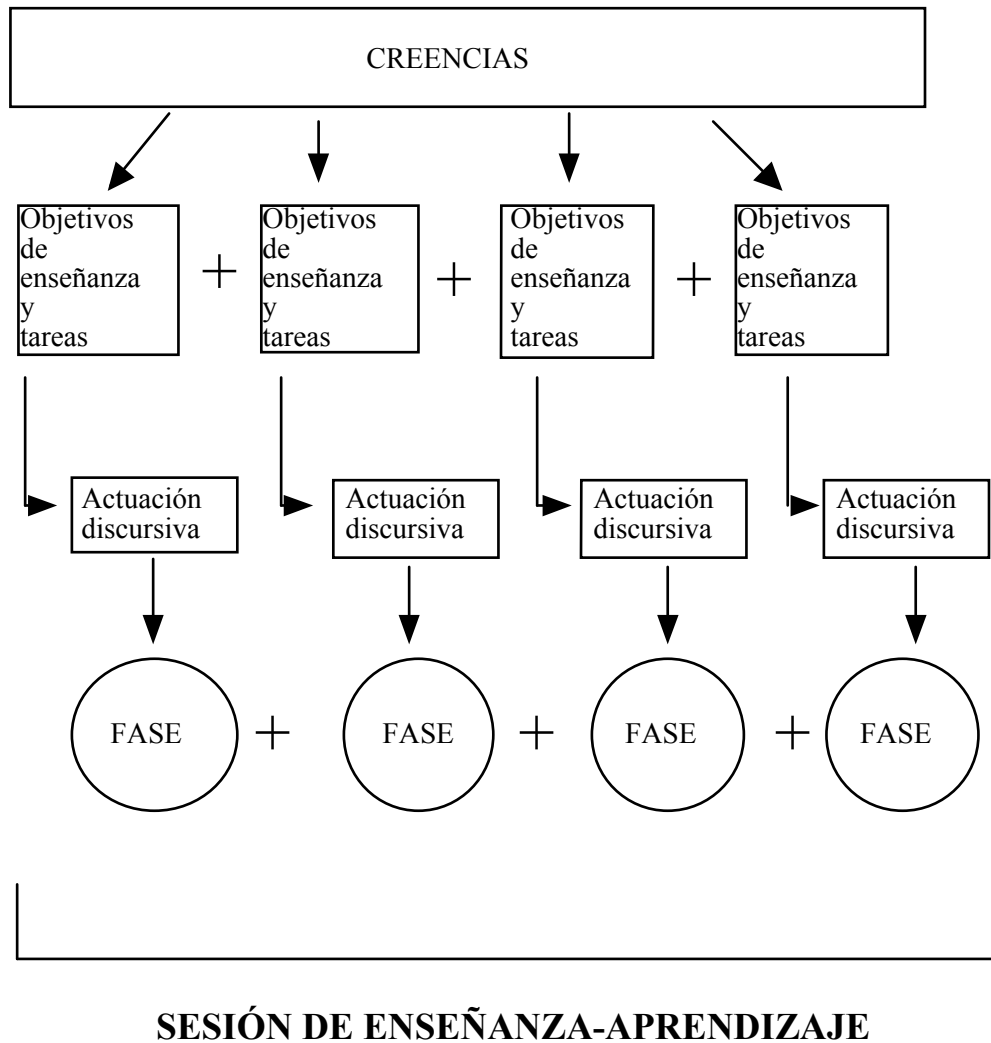 CREENCIAS
Objetivos
de
enseñanza
y
tareas
+
Objetivos
de
enseñanza
y
tareas
+
Objetivos
de
enseñanza
y
tareas
+
Objetivos
de
enseñanza
y
tareas
Actuación
discursiva
Actuación
discursiva
Actuación
discursiva
Actuación
discursiva
FASE + FASE + FASE + FASE
SESIÓN DE ENSEÑANZA-APRENDIZAJE